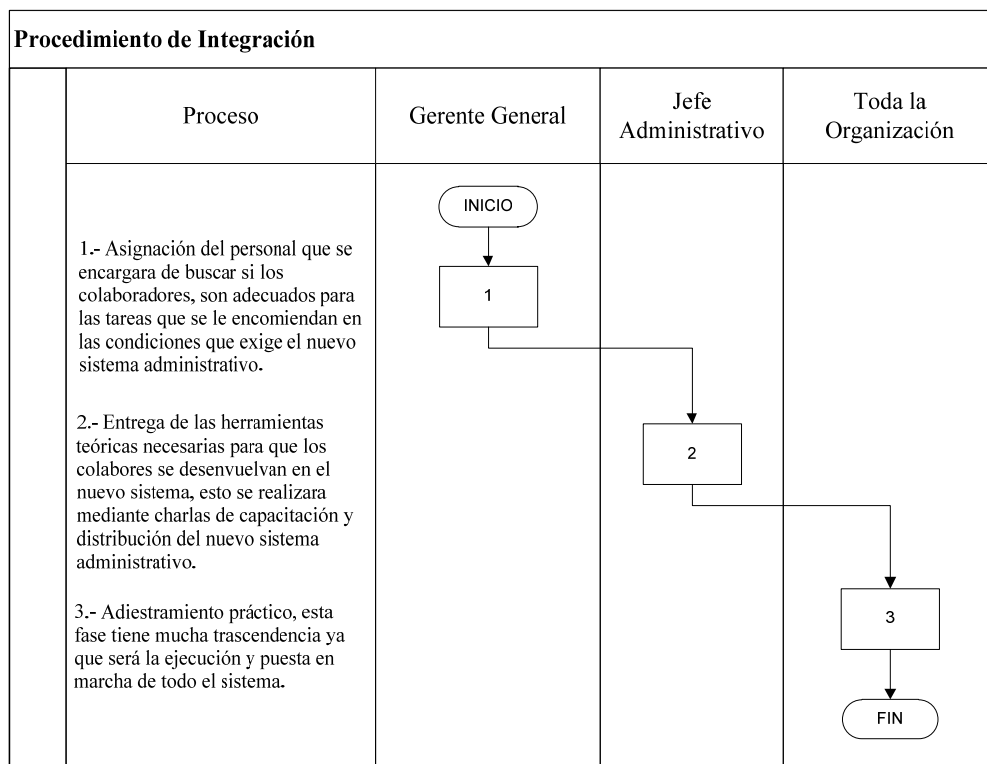 Procedimiento de Integración
Proceso
Gerente General
Jefe
Administrativo
Toda la
Organización
INICIO
1.- Asignación del personal que se
encargara de buscar si los
colaboradores, son adecuados para
las tareas que se le encomiendan en
las condiciones que exige el nuevo
sistema administrativo.
1
2.- Entrega de las herramientas
teóricas necesarias para que los
colabores se desenvuelvan en el
nuevo sistema, esto se realizara
mediante charlas de capacitación y
distribución del nuevo sistema
administrativo.
2
3.- Adiestramiento práctico, esta
fase tiene mucha trascendencia ya
que será la ejecución y puesta en
marcha de todo el sistema.
3
FIN